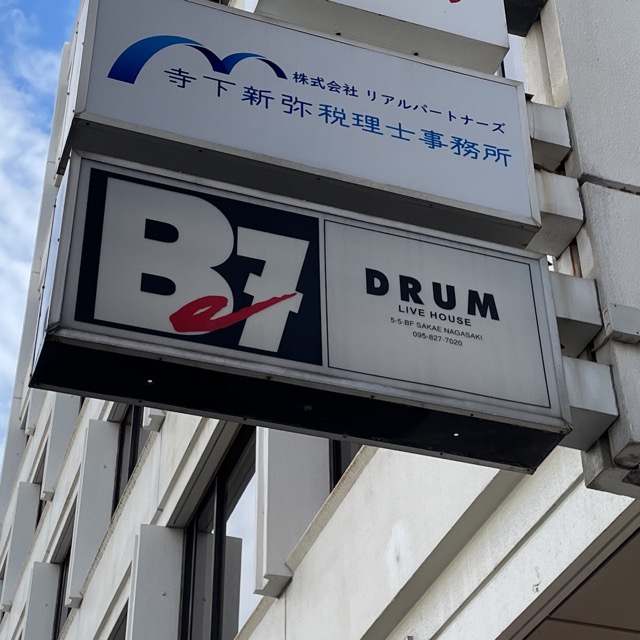 株式会社 リアルパートナーズ
寺下新弥税理士事務所
Be7
DRUM
LIVE HOUSE
5-5-BF SAKAE NAGASAKI
095-827-7020